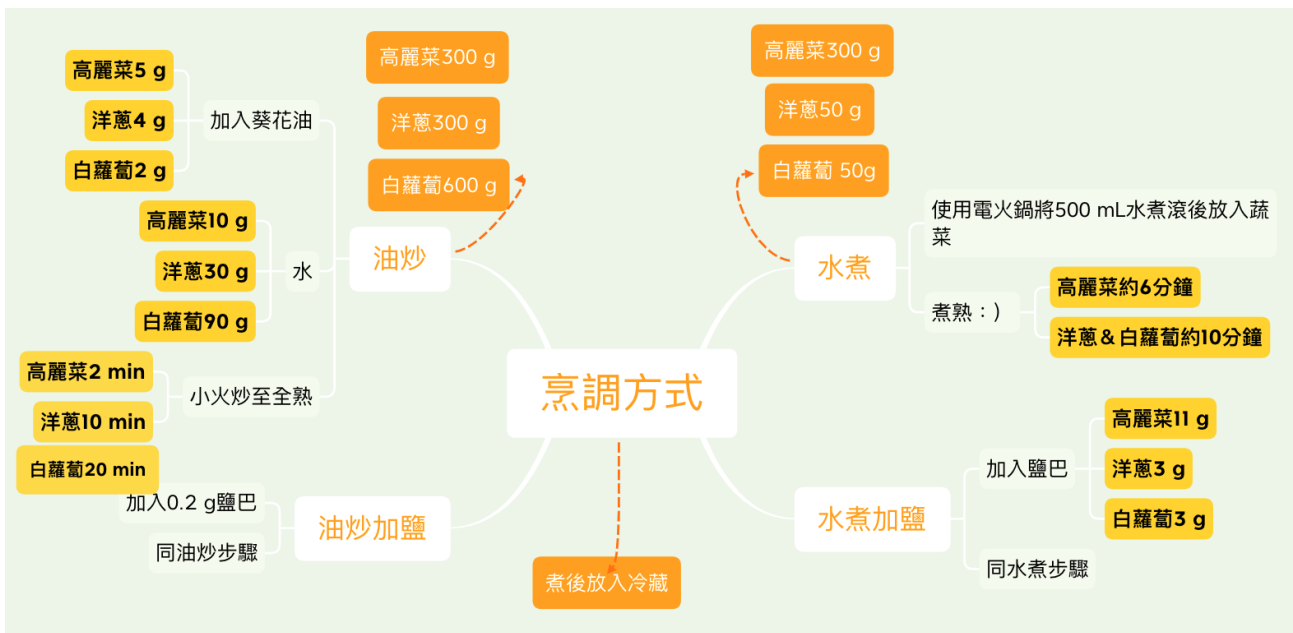 烹調方式
油炒
高麗菜300 g
洋蔥300 g
白蘿蔔600 g
加入葵花油
高麗菜5 g
洋蔥4 g
白蘿蔔2 g
水
高麗菜10 g
洋蔥30 g
白蘿蔔90 g
小火炒至全熟
高麗菜2 min
洋蔥10 min
白蘿蔔20 min
油炒加鹽
加入0.2 g鹽巴
同油炒步驟
水煮
高麗菜300 g
洋蔥50 g
白蘿蔔 50g
使用電火鍋將500 mL水煮滾後放入蔬
菜
煮熟：)
高麗菜約6分鐘
洋蔥＆白蘿蔔約10分鐘
水煮加鹽
加入鹽巴
高麗菜11 g
洋蔥3 g
白蘿蔔3 g
同水煮步驟
煮後放入冷藏